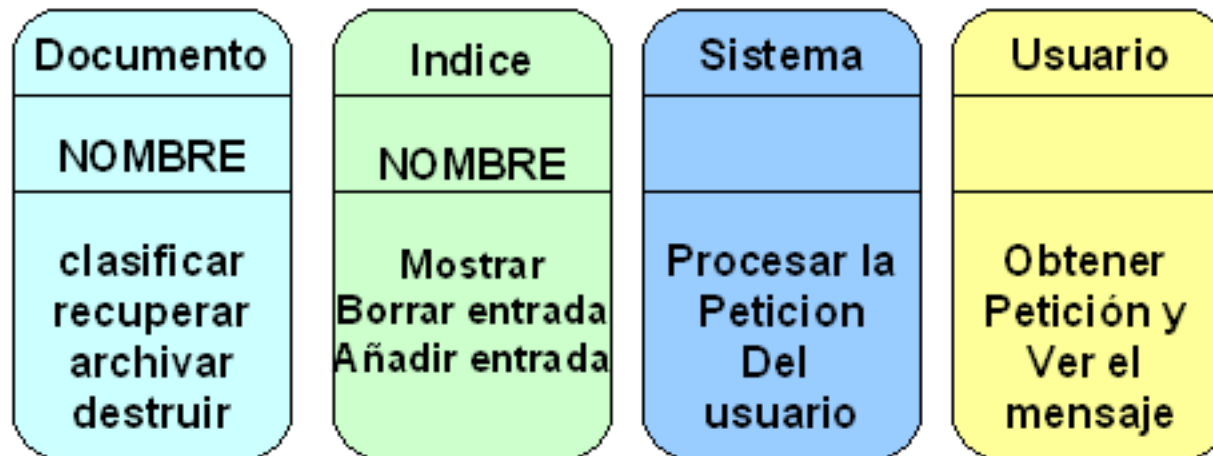 Documento
NOMBRE
clasificar
recuperar
archivar
destruir
Indice
NOMBRE
Mostrar
Borrar entrada
Añadir entrada
Sistema
Procesar la
Peticion
Del
usuario
Usuario
Obtener
Petición y
Ver el
mensaje